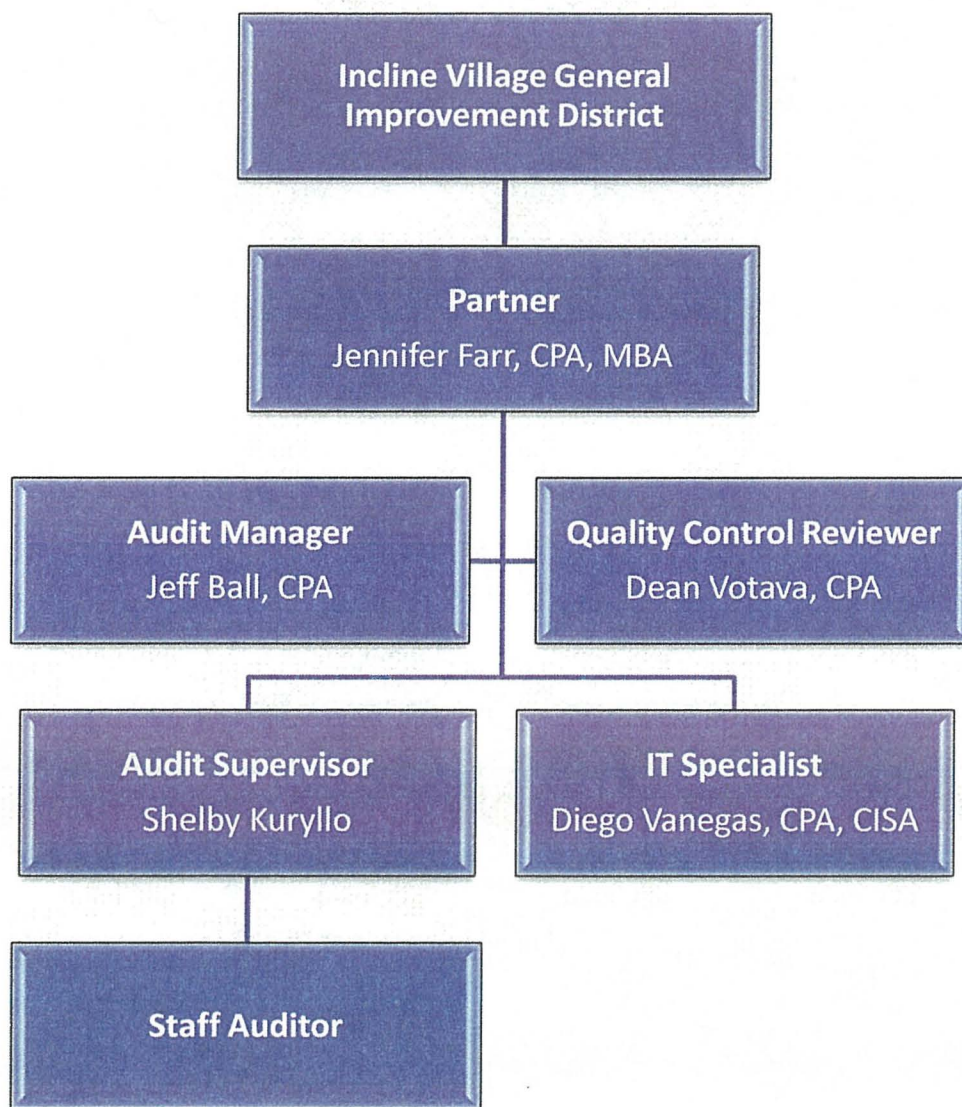 Incline Village General
Improvement District
Partner
Jennifer Farr, CPA, MBA
Audit Manager
Jeff Ball, CPA
Quality Control Reviewer
Dean Votava, CPA
Audit Supervisor
Shelby Kuryllo
IT Specialist
Diego Vanegas, CPA, CISA
Staff Auditor